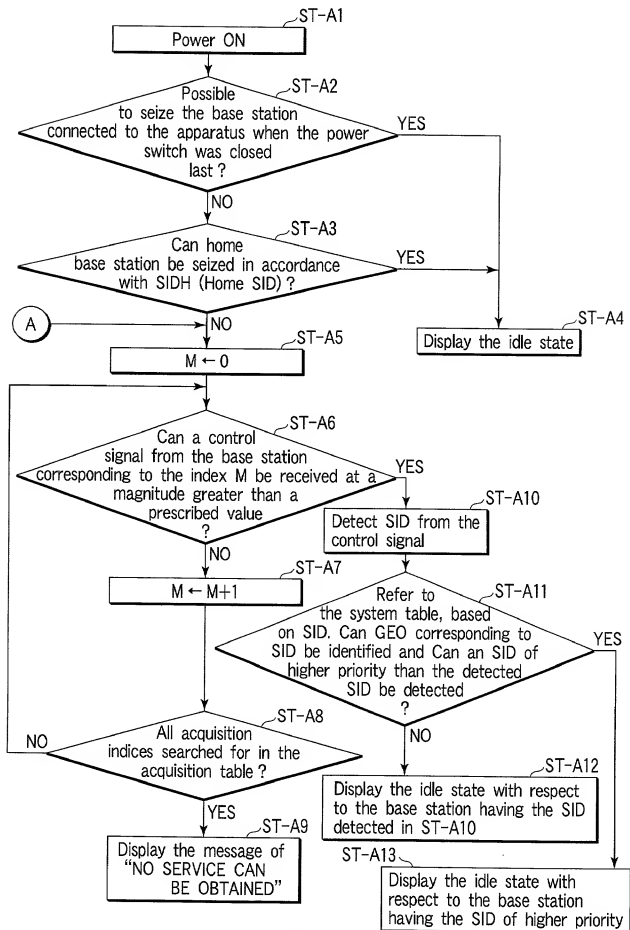 ST-A1
Power ON
ST-A2
Possible
to seize the base station
connected to the apparatus when the power
switch was closed
last ?
YES
NO
ST-A3
Can home
base station be seized in accordance
with SIDH (Home SID) ?
YES
NO
A
ST-A4
Display the idle state
ST-A5
M ← 0
ST-A6
Can a control
signal from the base station
corresponding to the index M be received at a
magnitude greater than a
prescribed value
?
YES
NO
ST-A10
Detect SID from the
control signal
ST-A7
M ← M+1
ST-A11
Refer to
the system table, based
on SID. Can GEO corresponding to
SID be identified and Can an SID of
higher priority than the detected
SID be detected
?
YES
NO
ST-A8
All acquisition
indices searched for in the
acquisition table ?
NO
YES
ST-A12
Display the idle state with respect
to the base station having the SID
detected in ST-A10
ST-A9
Display the message of
“NO SERVICE CAN
BE OBTAINED”
ST-A13
Display the idle state with
respect to the base station
having the SID of higher priority